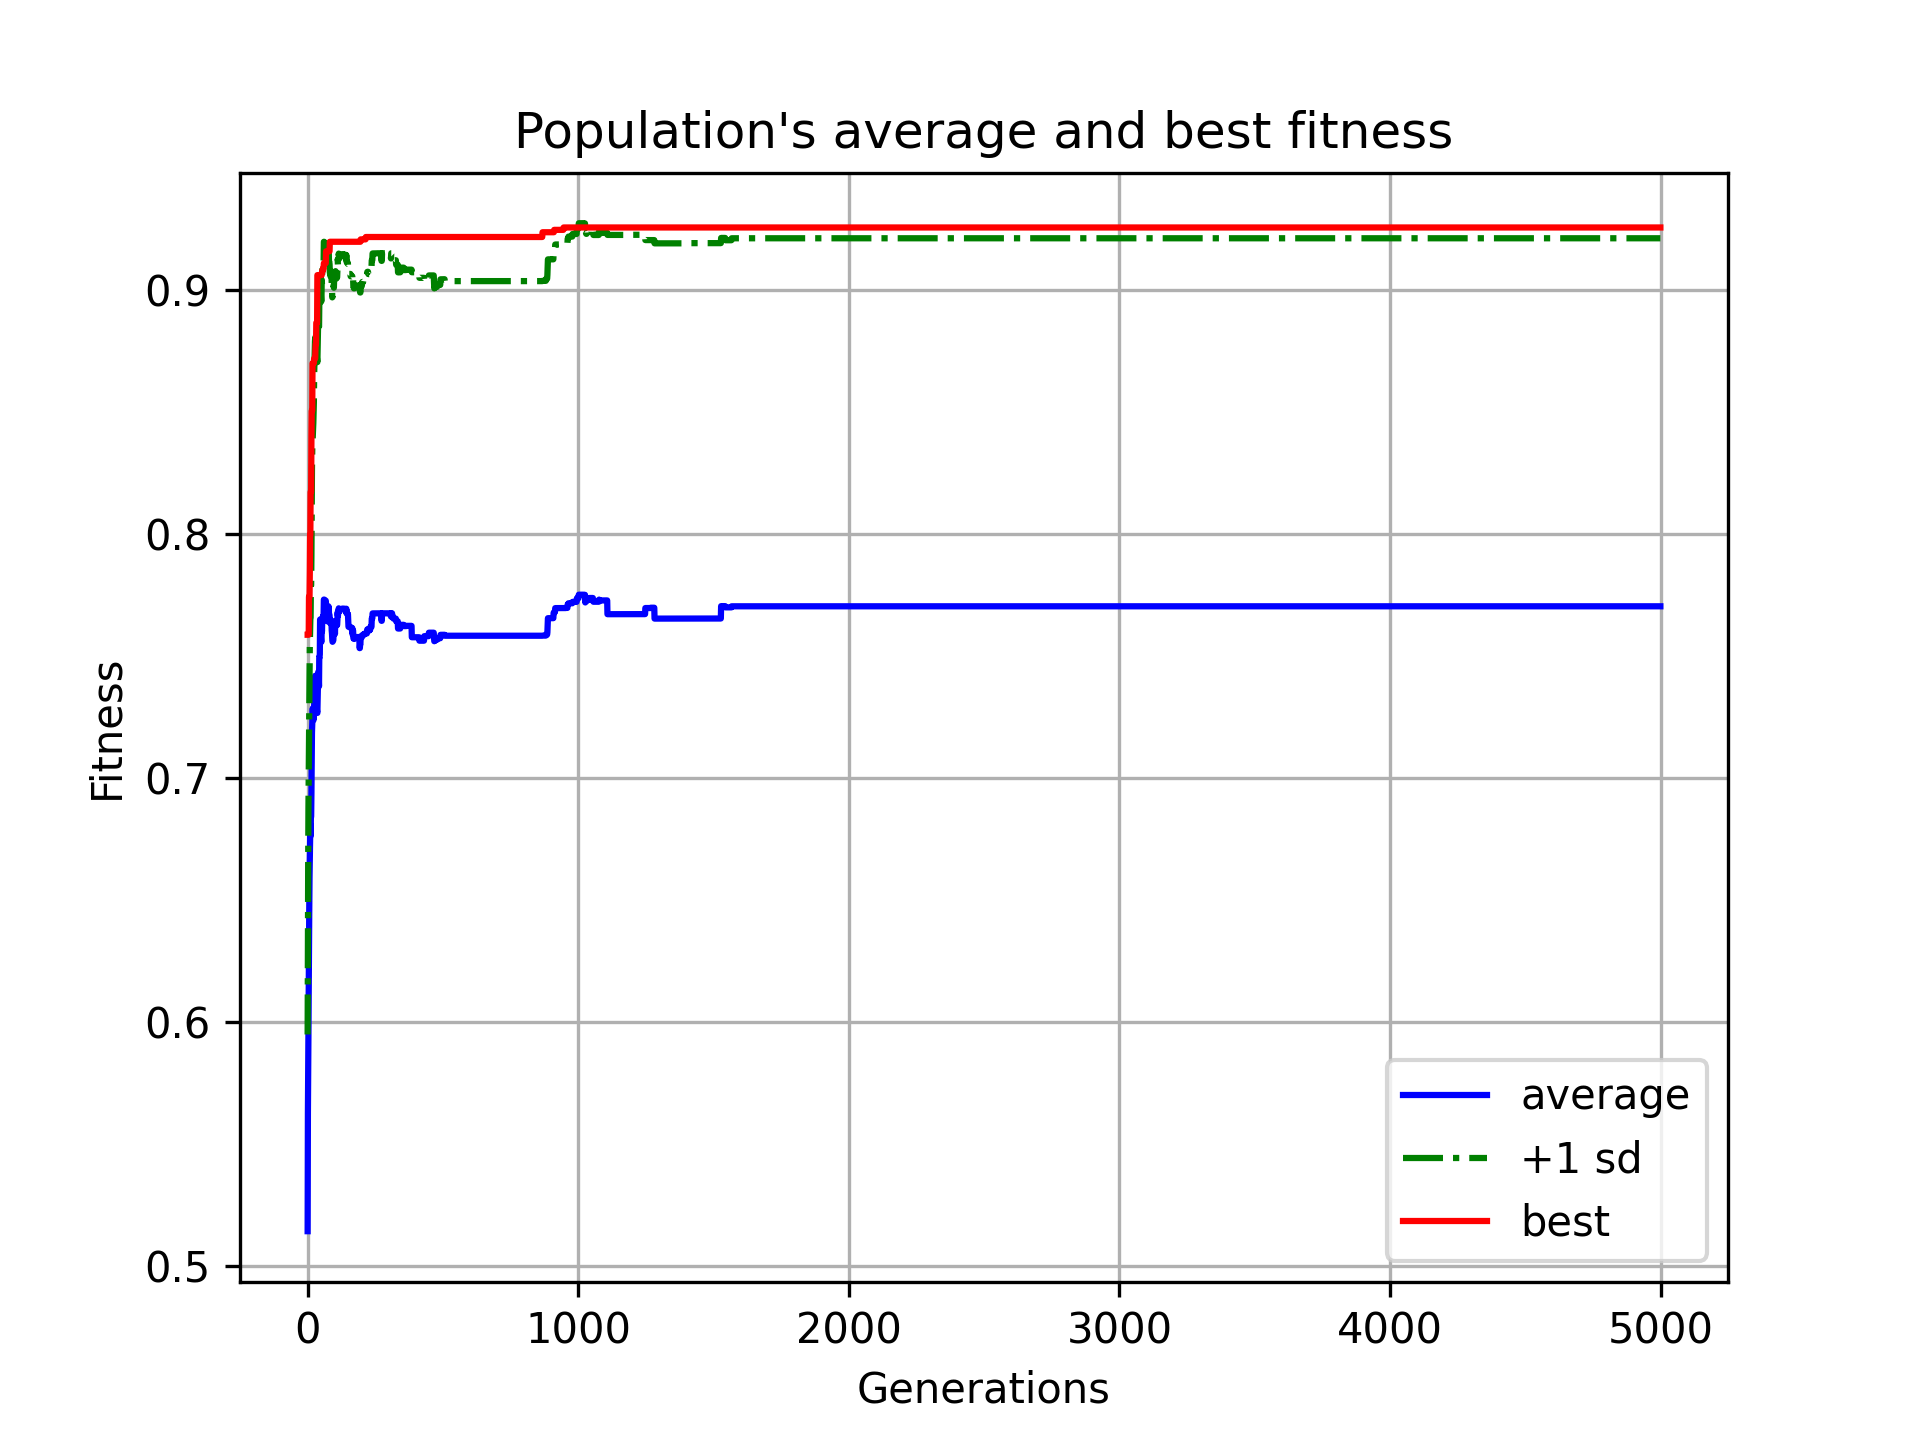 Population's average and best fitness
Fitness
0.9
0.8
0.7
0.6
0.5
0 1000 2000 3000 4000 5000
Generations
average
+1 sd
best